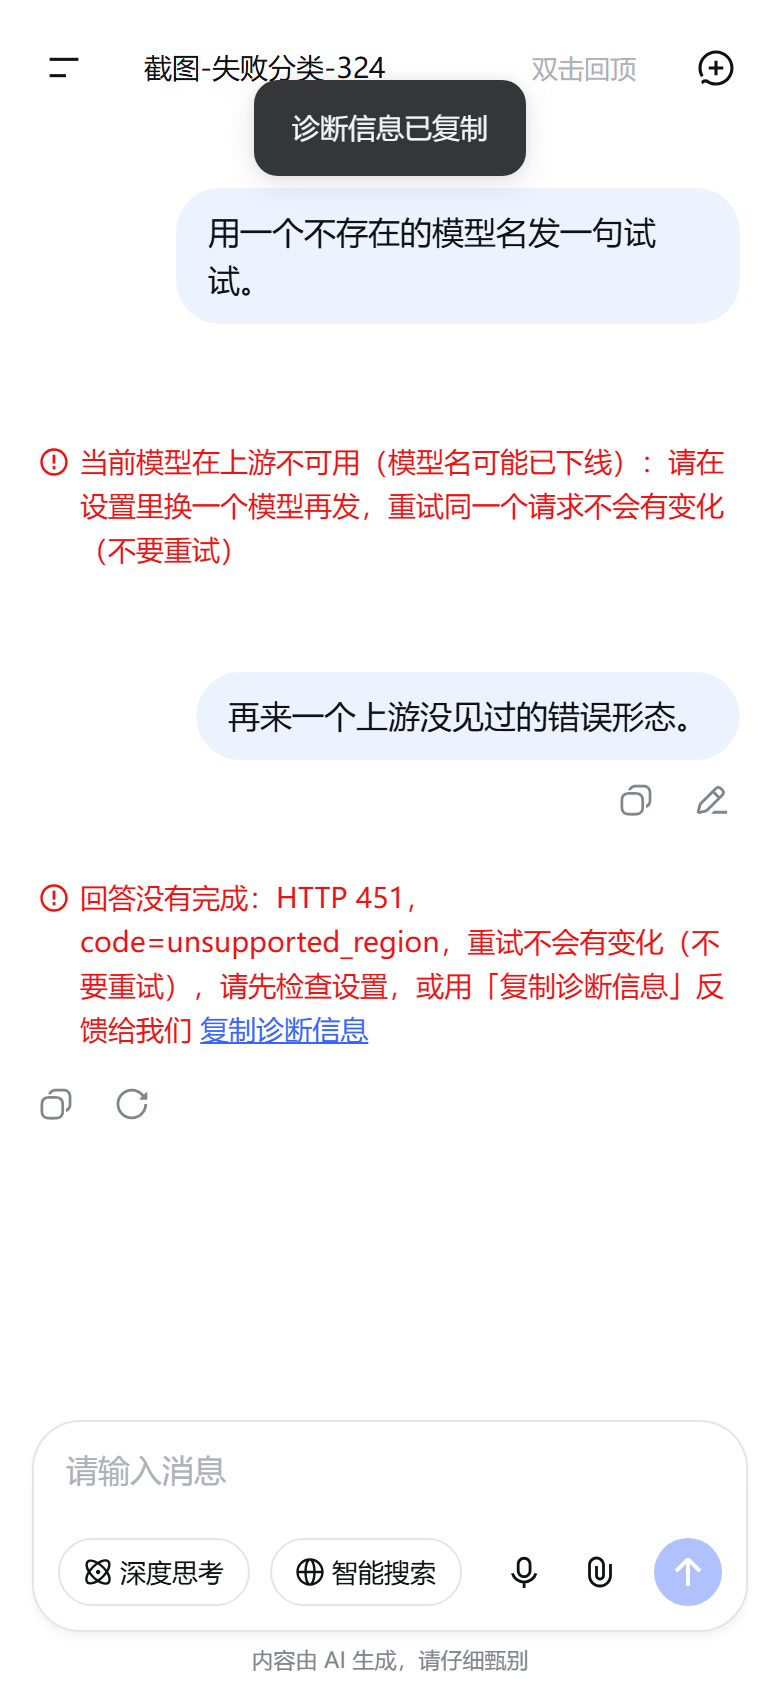 截图-失败分类-324
双击回顶
诊断信息已复制
用一个不存在的模型名发一句试
试。
当前模型在上游不可用（模型名可能已下线）：请在
设置里换一个模型再发，重试同一个请求不会有变化
（不要重试）
再来一个上游没见过的错误形态。
回答没有完成：HTTP 451，
code=unsupported_region，重试不会有变化（不
要重试），请先检查设置，或用「复制诊断信息」反
馈给我们 复制诊断信息
请输入消息
深度思考
智能搜索
内容由 AI 生成，请仔细甄别